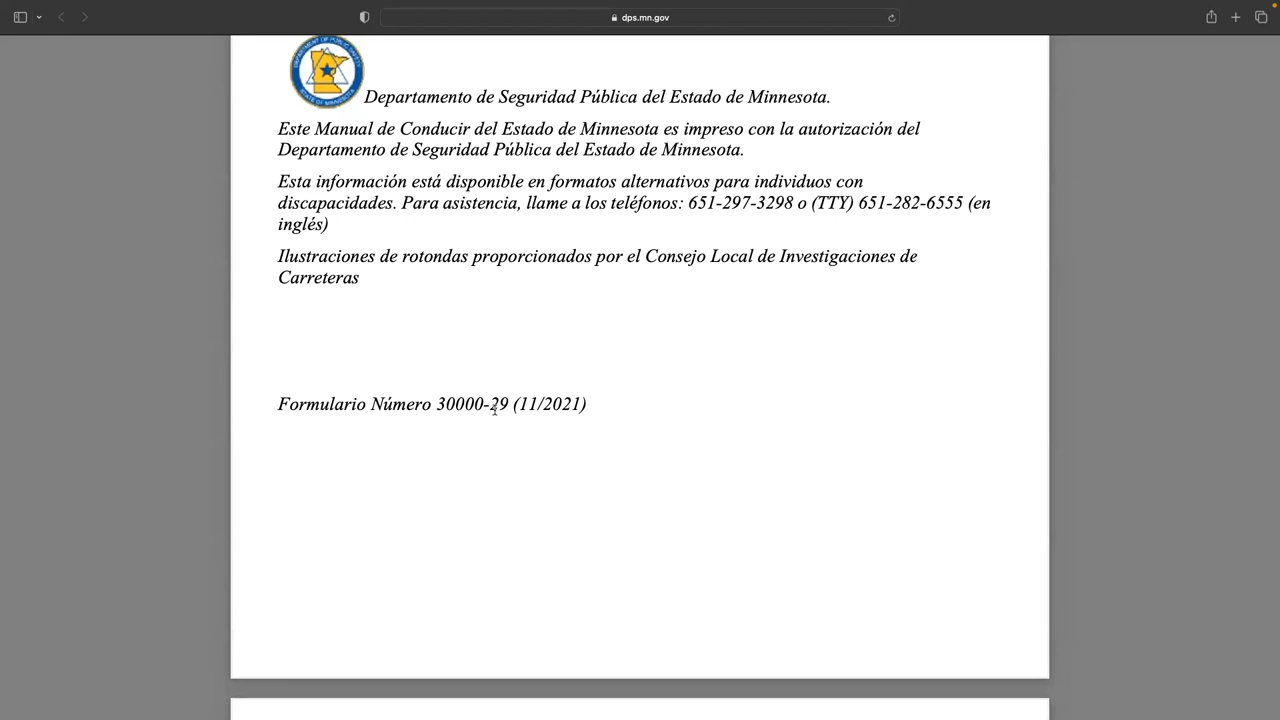 dps.mn.gov
Departamento de Seguridad Pública del Estado de Minnesota.
Este Manual de Conducir del Estado de Minnesota es impreso con la autorización del
Departamento de Seguridad Pública del Estado de Minnesota.
Esta información está disponible en formatos alternativos para individuos con
discapacidades. Para asistencia, llame a los teléfonos: 651-297-3298 o (TTY) 651-282-6555 (en
inglés)
Ilustraciones de rotondas proporcionados por el Consejo Local de Investigaciones de
Carreteras
Formulario Número 30000-29 (11/2021)